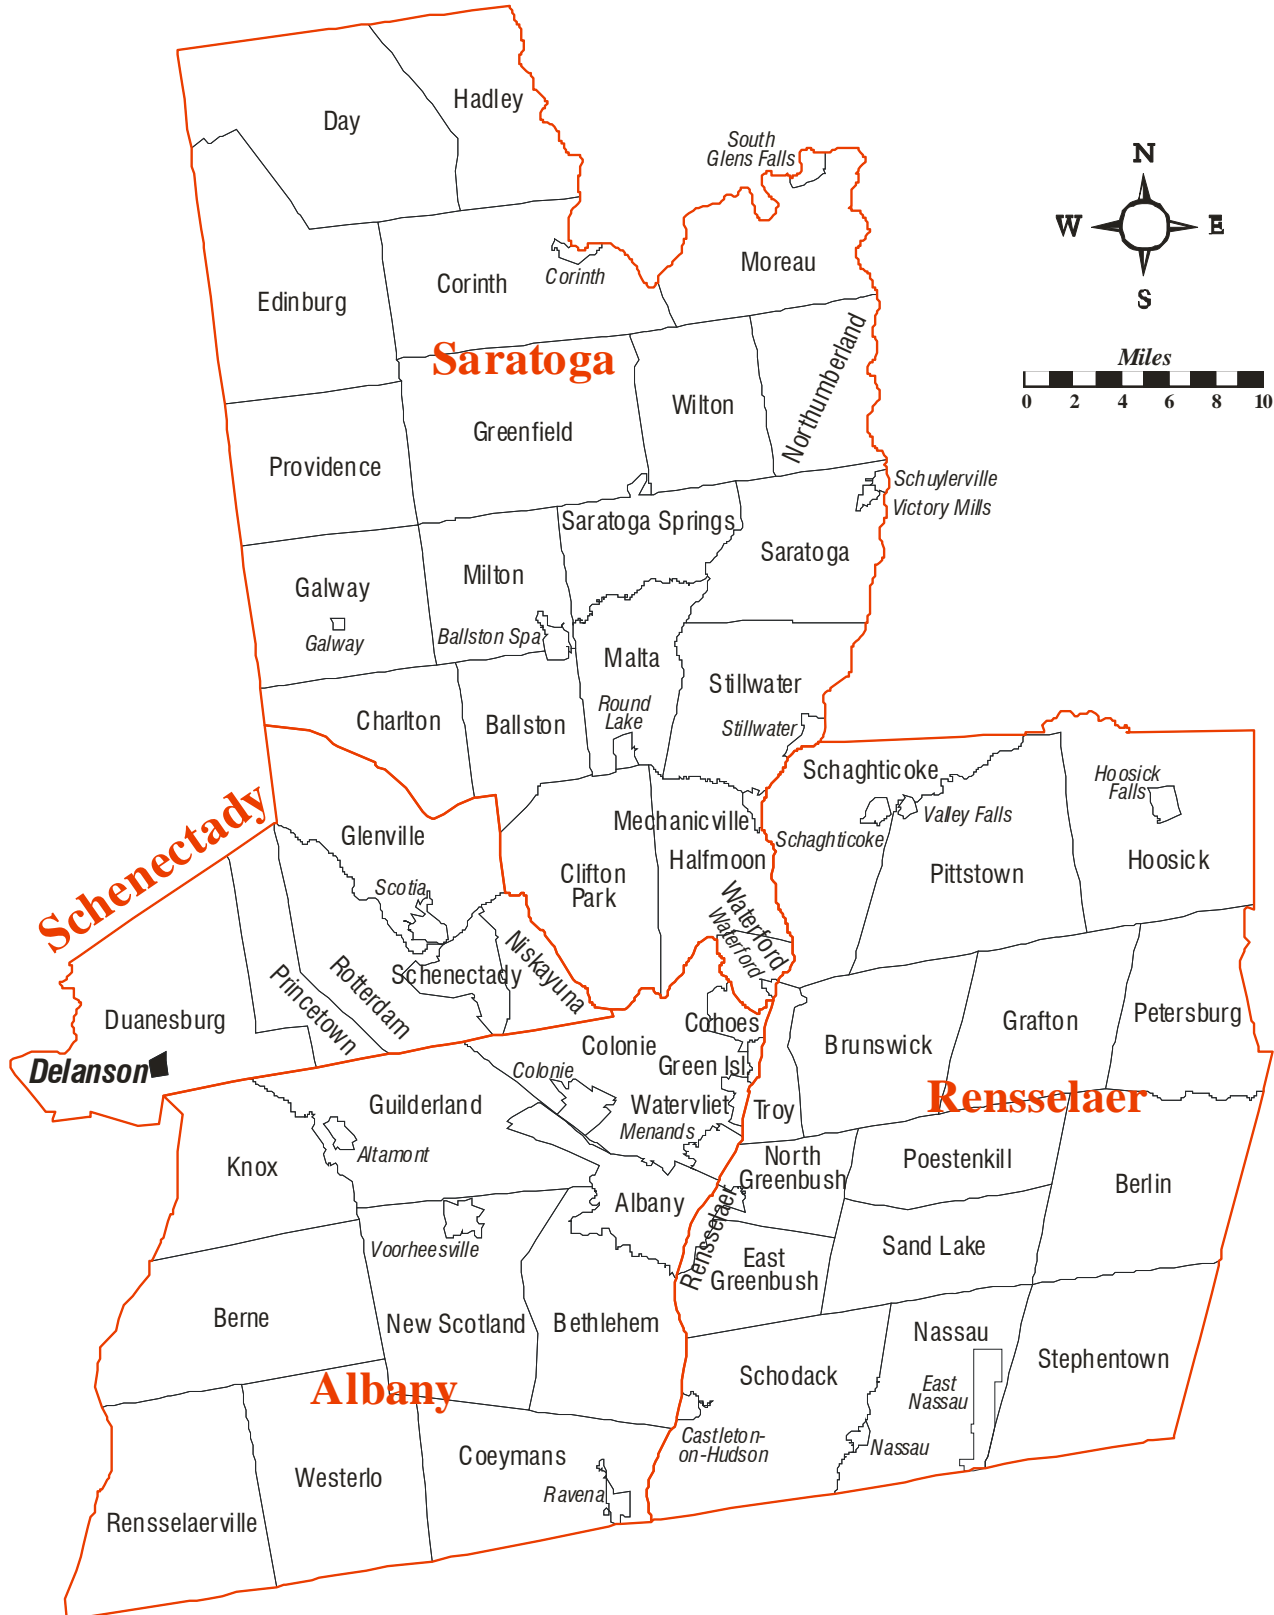 Hadley
Day
South
Glens Falls
N
W
E
S
Moreau
Corinth
Corinth
Edinburg
Northumberland
Saratoga
Miles
0 2 4 6 8 10
Wilton
Greenfield
Providence
Schuylerville
Victory Mills
Saratoga Springs
Saratoga
Milton
Galway
Galway
Ballston Spa
Malta
Stillwater
Round
Lake
Stillwater
Charlton
Ballston
Schaghticoke
Hoosick
Falls
Schenectady
Mechanicville
Schaghticoke
Valley Falls
Glenville
Halfmoon
Hoosick
Clifton
Park
Pittstown
Scotia
Waterford
Waterford
Niskayuna
Schenectady
Rotterdam
Princetown
Duanesburg
Cohoes
Grafton
Petersburg
Colonie
Brunswick
Green Isl
Delanson
Colonie
Rensselaer
Guilderland
Watervliet
Troy
Menands
Altamont
Knox
North
Greenbush
Poestenkill
Berlin
Albany
Rensselaer
Voorheesville
Sand Lake
East
Greenbush
Berne
New Scotland
Bethlehem
Nassau
Stephentown
Schodack
Albany
East
Nassau
Castleton-
on-Hudson
Nassau
Coeymans
Westerlo
Ravena
Rensselaerville